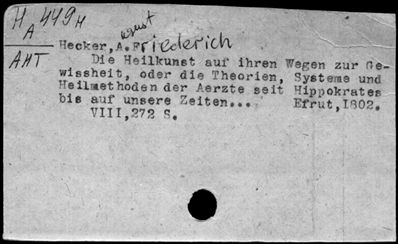 H 449 H
A
AHT
August
Hecker, A. Friederich
Die Heilkunst auf ihren Wegen zur Ge-
wissheit, oder die Theorien, Systeme und
Heilmethoden der Aerzte seit Hippokrates
bis auf unsere Zeiten... Efrut,1802.
VIII,272 S.